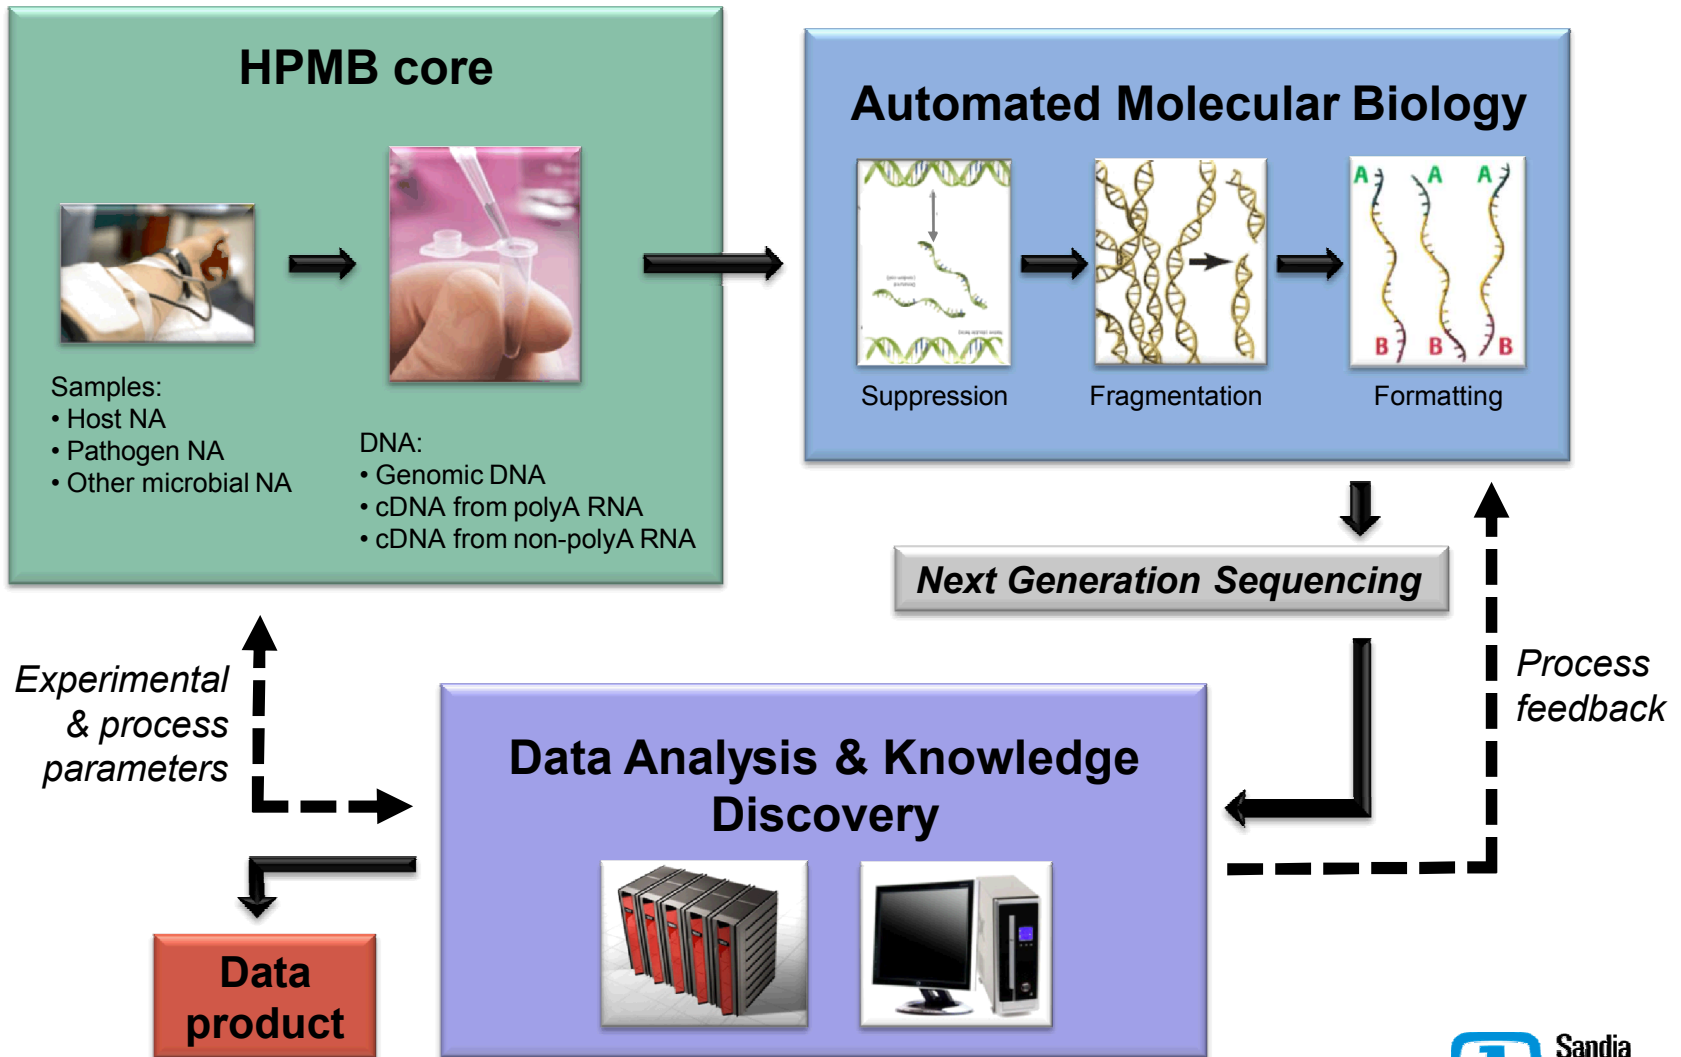 HPMB core
Samples:
• Host NA
• Pathogen NA
• Other microbial NA
DNA:
• Genomic DNA
• cDNA from polyA RNA
• cDNA from non-polyA RNA
Automated Molecular Biology
A A A
B B B
Suppression Fragmentation Formatting
Next Generation Sequencing
Experimental
& process
parameters
Process
feedback
Data Analysis & Knowledge
Discovery
Data
product
Sandia